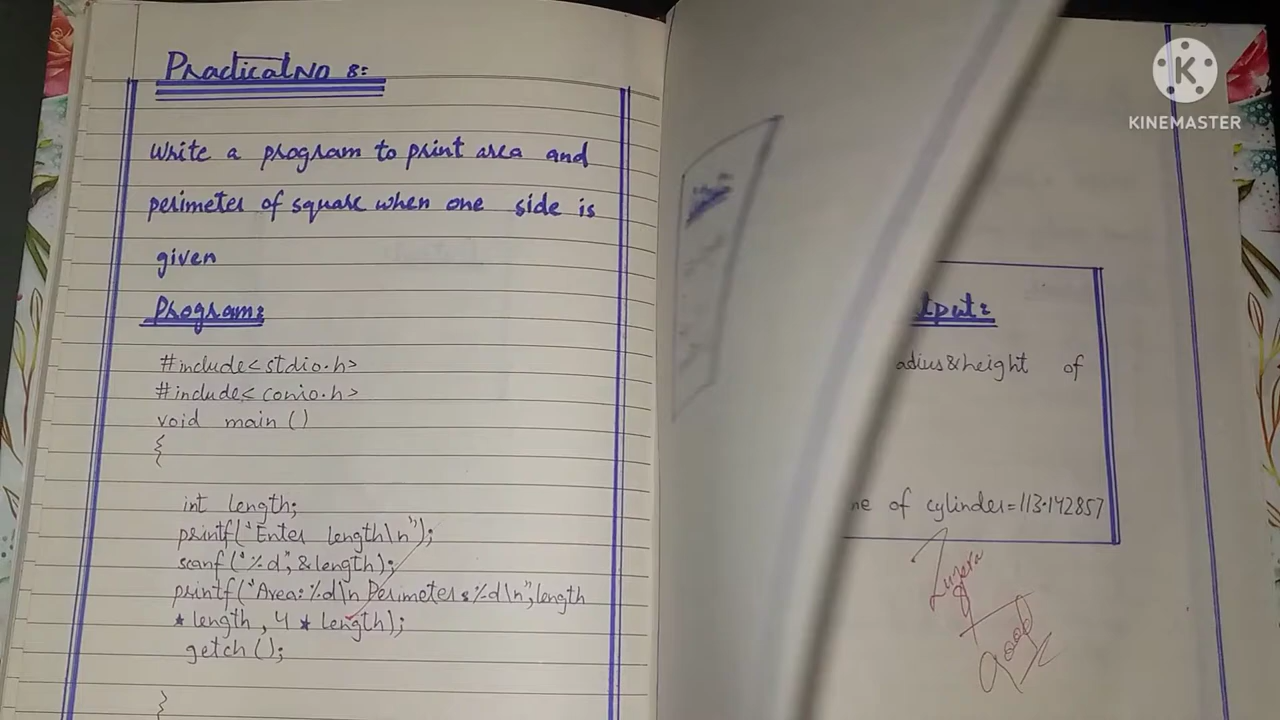 Practical NO 8:
Write a program to print area and
perimeter of square when one side is
given
Program:
#include<stdio.h>
#include<conio.h>
void main()
{
int length;
printf("Enter length\n");
scanf("%d",&length);
printf("Area:%d\n Perimeter:%d\n",length
* length, 4 * length);
getch();
}
tput:
adius&height of
me of cylinder=113.142857
Good
KINEMASTER